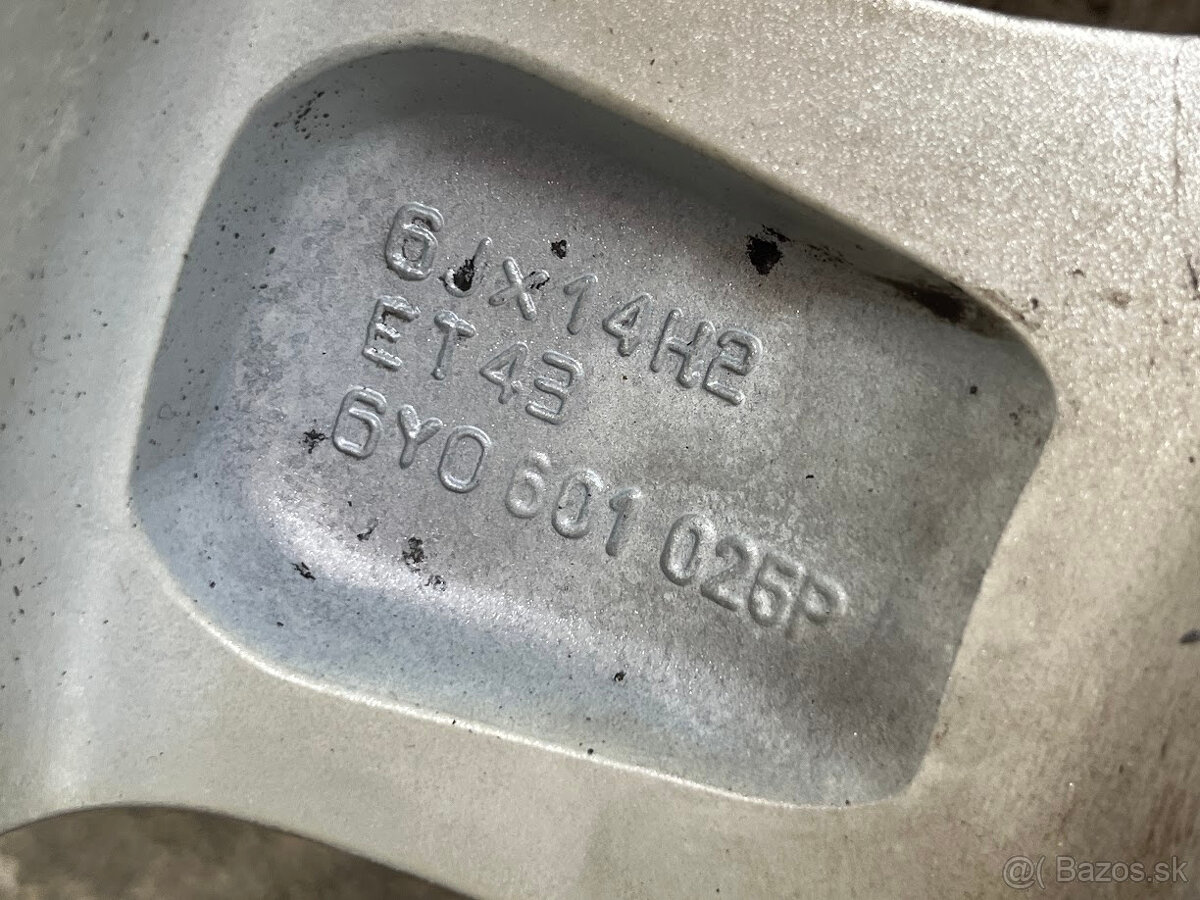 6Jx14H2
ET43
6Y0 601 025P
@( Bazos.sk